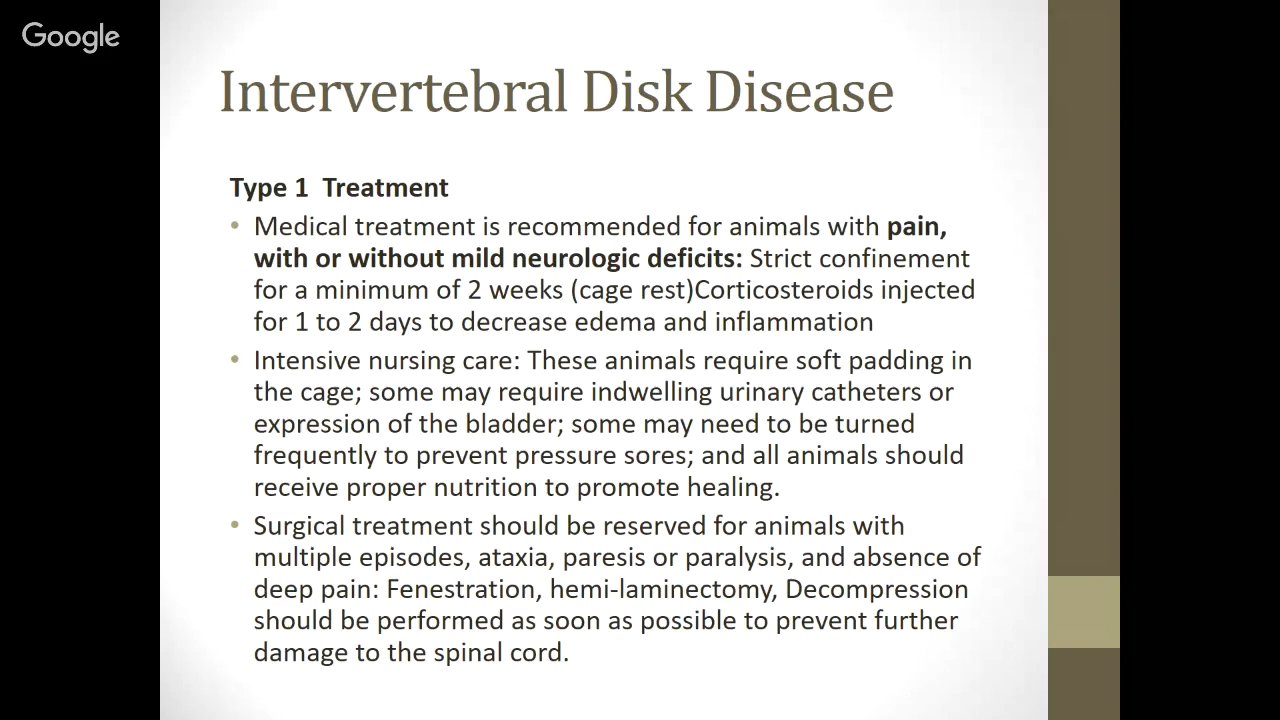 Google
Intervertebral Disk Disease
Type 1  Treatment
• Medical treatment is recommended for animals with pain,
with or without mild neurologic deficits: Strict confinement
for a minimum of 2 weeks (cage rest)Corticosteroids injected
for 1 to 2 days to decrease edema and inflammation
• Intensive nursing care: These animals require soft padding in
the cage; some may require indwelling urinary catheters or
expression of the bladder; some may need to be turned
frequently to prevent pressure sores; and all animals should
receive proper nutrition to promote healing.
• Surgical treatment should be reserved for animals with
multiple episodes, ataxia, paresis or paralysis, and absence of
deep pain: Fenestration, hemi-laminectomy, Decompression
should be performed as soon as possible to prevent further
damage to the spinal cord.